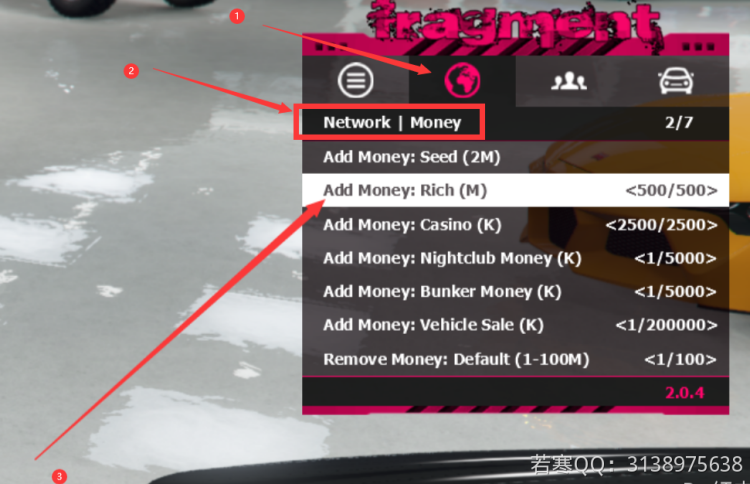 1
fragment
2
Network | Money 2/7
Add Money: Seed (2M)
Add Money: Rich (M) <500/500>
Add Money: Casino (K) <2500/2500>
Add Money: Nightclub Money (K) <1/5000>
Add Money: Bunker Money (K) <1/5000>
Add Money: Vehicle Sale (K) <1/200000>
Remove Money: Default (1-100M) <1/100>
2.0.4
若寒QQ：3138975638
3